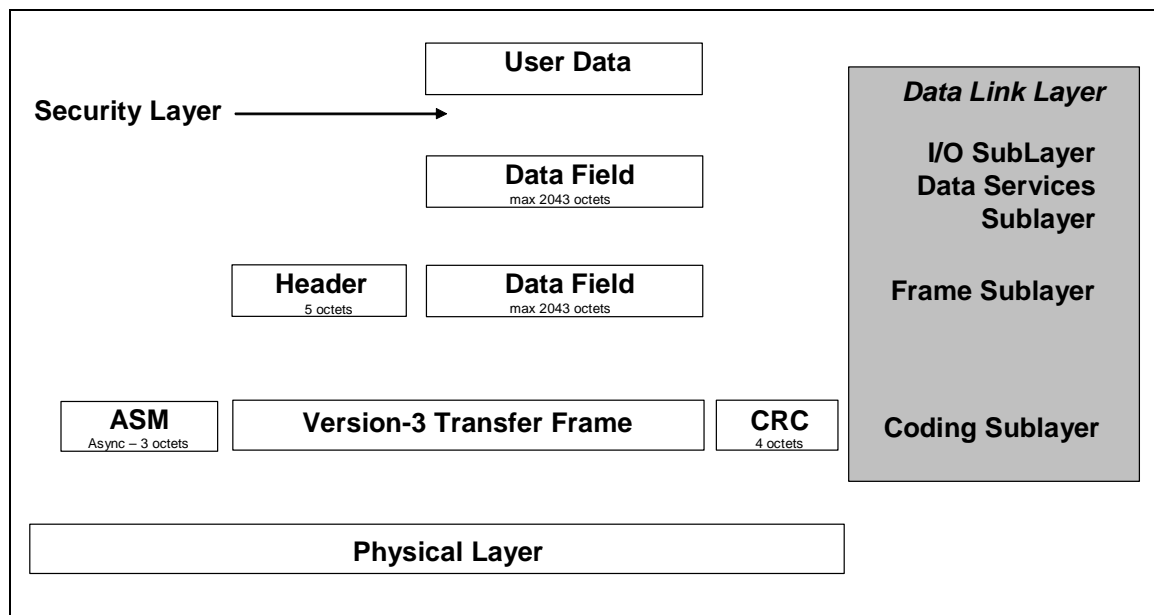 User Data
Security Layer
Data Link Layer
I/O SubLayer
Data Field
max 2043 octets
Data Services
Sublayer
Header
5 octets
Data Field
max 2043 octets
Frame Sublayer
ASM
Async – 3 octets
Version-3 Transfer Frame
CRC
4 octets
Coding Sublayer
Physical Layer